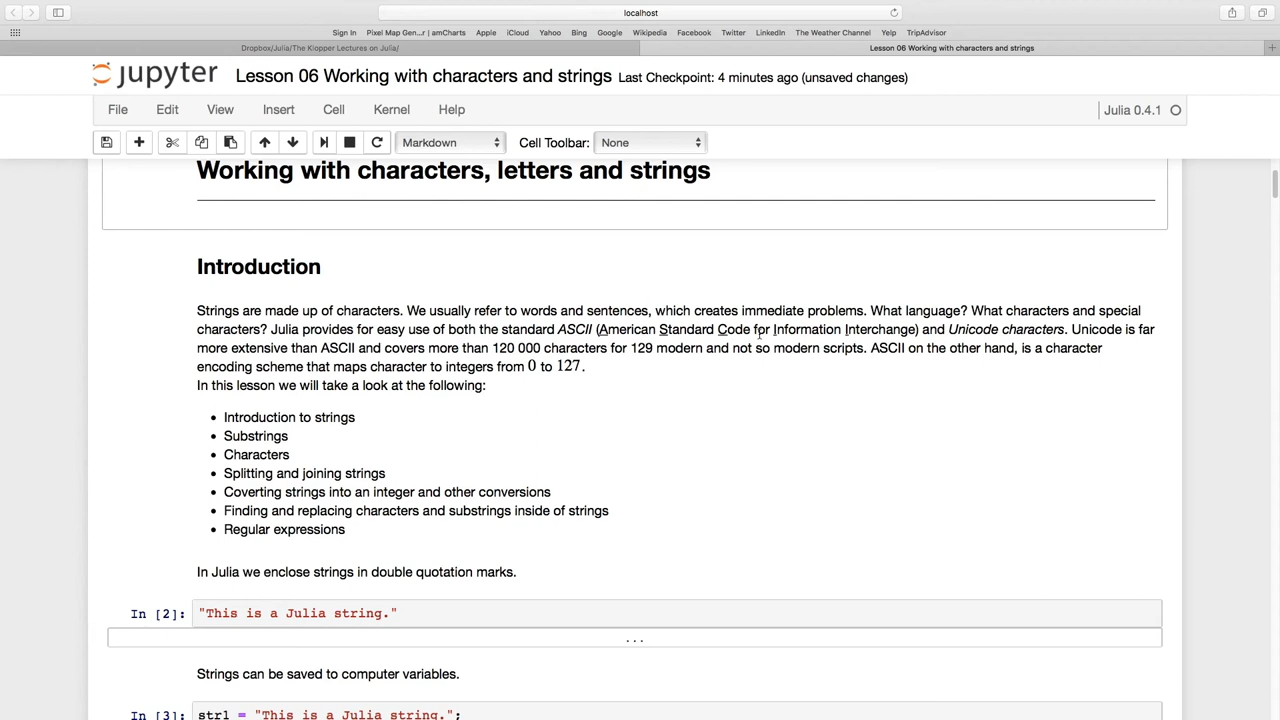 localhost
Sign In Pixel Map Gen...r | amCharts Apple iCloud Yahoo Bing Google Wikipedia Facebook Twitter LinkedIn The Weather Channel Yelp TripAdvisor
Dropbox/Julia/The Klopper Lectures on Julia/ Lesson 06 Working with characters and strings
jupyter Lesson 06 Working with characters and strings Last Checkpoint: 4 minutes ago (unsaved changes)
File Edit View Insert Cell Kernel Help Julia 0.4.1
Markdown Cell Toolbar: None
Working with characters, letters and strings
Introduction
Strings are made up of characters. We usually refer to words and sentences, which creates immediate problems. What language? What characters and special
characters? Julia provides for easy use of both the standard ASCII (American Standard Code for Information Interchange) and Unicode characters. Unicode is far
more extensive than ASCII and covers more than 120 000 characters for 129 modern and not so modern scripts. ASCII on the other hand, is a character
encoding scheme that maps character to integers from 0 to 127.
In this lesson we will take a look at the following:
• Introduction to strings
• Substrings
• Characters
• Splitting and joining strings
• Coverting strings into an integer and other conversions
• Finding and replacing characters and substrings inside of strings
• Regular expressions
In Julia we enclose strings in double quotation marks.
In [2]: "This is a Julia string."
...
Strings can be saved to computer variables.
In [3]: str1 = "This is a Julia string.";